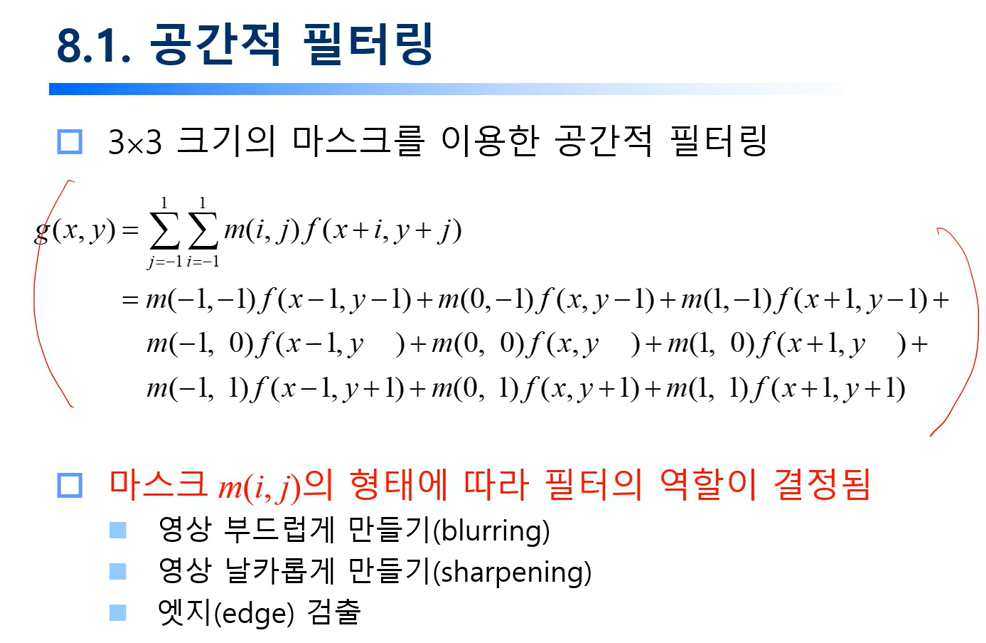 8.1. 공간적 필터링
3×3 크기의 마스크를 이용한 공간적 필터링
g(x, y) = ∑_{j=-1}^{1} ∑_{i=-1}^{1} m(i, j) f(x+i, y+j)
= m(−1,−1) f(x−1, y−1) + m(0,−1) f(x, y−1) + m(1,−1) f(x+1, y−1) +
m(−1, 0) f(x−1, y ) + m(0, 0) f(x, y ) + m(1, 0) f(x+1, y ) +
m(−1, 1) f(x−1, y+1) + m(0, 1) f(x, y+1) + m(1, 1) f(x+1, y+1)
마스크 m(i, j)의 형태에 따라 필터의 역할이 결정됨
영상 부드럽게 만들기(blurring)
영상 날카롭게 만들기(sharpening)
엣지(edge) 검출